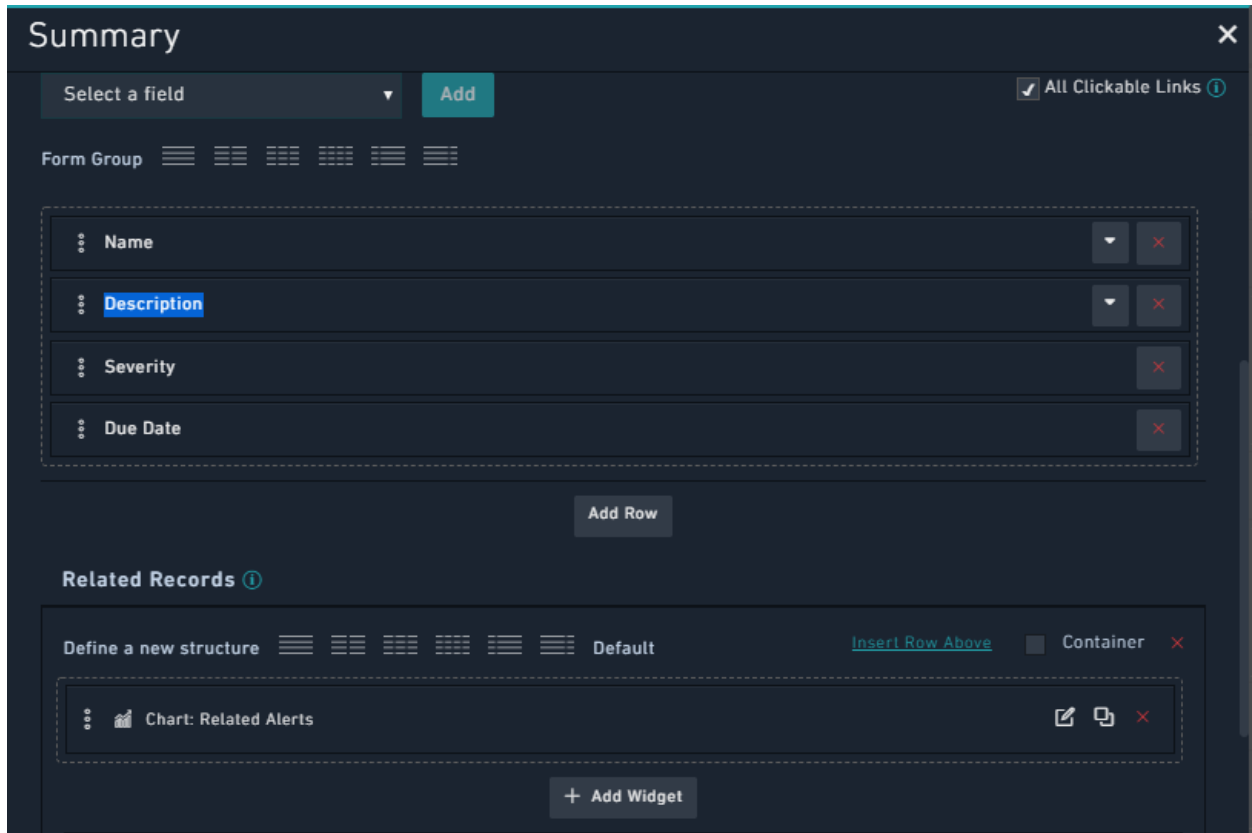 Summary
Select a field
Add
All Clickable Links
Form Group
Name
Description
Severity
Due Date
Add Row
Related Records
Define a new structure Default Insert Row Above Container
Chart: Related Alerts
+ Add Widget